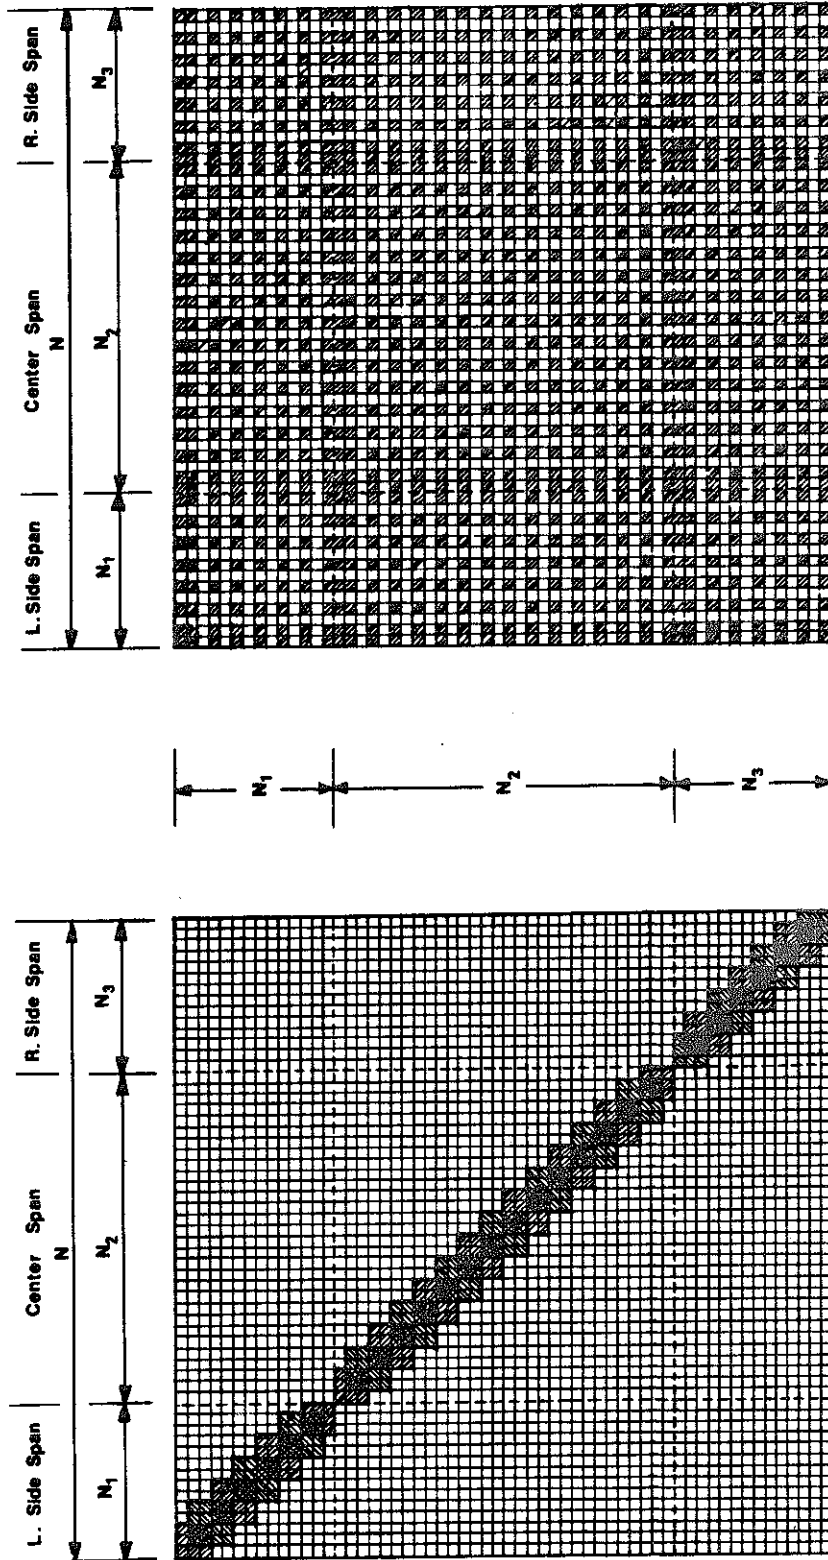 L. Side Span Center Span R. Side Span
N
N₁ N₂ N₃
N₁
N₂
N₃
L. Side Span Center Span R. Side Span
N
N₁ N₂ N₃